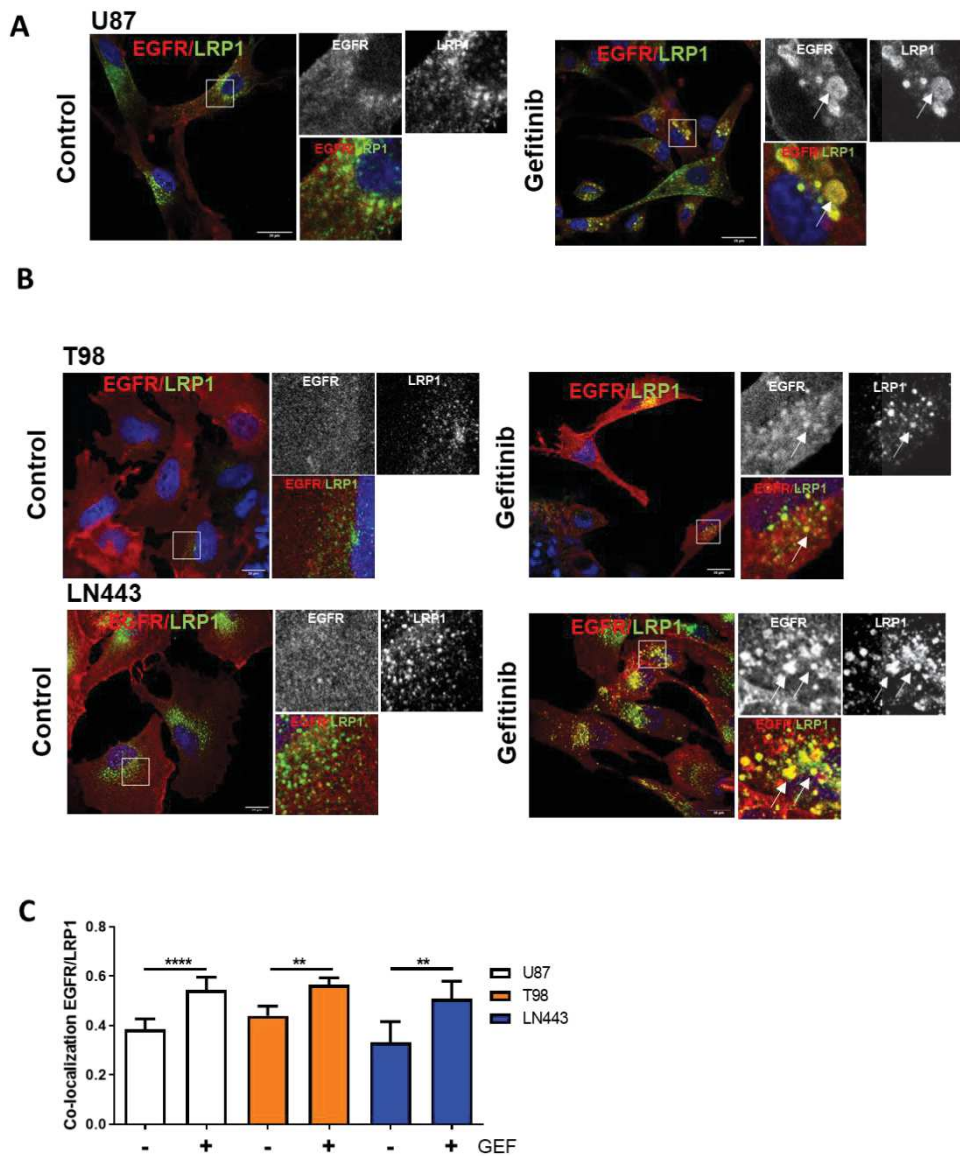 A
U87
Control
EGFR/LRP1
EGFR
LRP1
EGFR/LRP1
Gefitinib
EGFR/LRP1
EGFR
LRP1
EGFR/LRP1
B
T98
Control
EGFR/LRP1
EGFR
LRP1
EGFR/LRP1
Gefitinib
EGFR/LRP1
EGFR
LRP1
EGFR/LRP1
LN443
Control
EGFR/LRP1
EGFR
LRP1
EGFR/LRP1
Gefitinib
EGFR/LRP1
EGFR
LRP1
EGFR/LRP1
C
Co-localization EGFR/LRP1
0.8
0.6
0.4
0.2
0.0
**** ** **
U87
T98
LN443
- + - + - + GEF